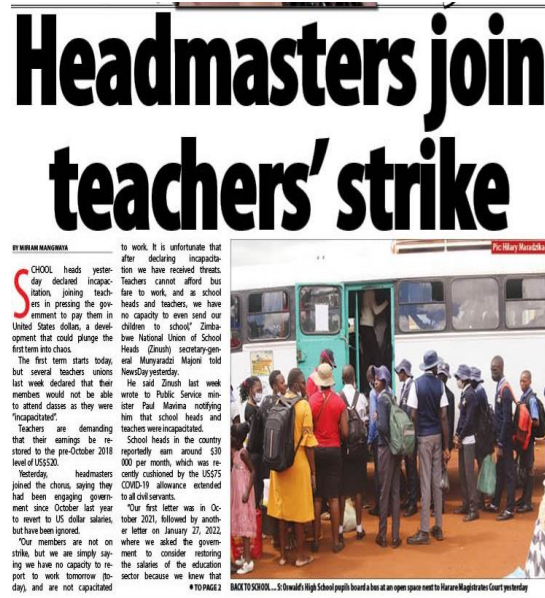 Headmasters join
teachers' strike
BY MIRIAM MANGWAYA
SCHOOL heads yester-
day declared incapac-
itation, joining teach-
ers in pressing the gov-
ernment to pay them in
United States dollars, a devel-
opment that could plunge the
first term into chaos.
The first term starts today,
but several teachers unions
last week declared that their
members would not be able
to attend classes as they were
"incapacitated".
Teachers are demanding
that their earnings be re-
stored to the pre-October 2018
level of US$520.
Yesterday, headmasters
joined the chorus, saying they
had been engaging govern-
ment since October last year
to revert to US dollar salaries,
but have been ignored.
"Our members are not on
strike, but we are simply say-
ing we have no capacity to re-
port to work tomorrow (to-
day), and are not capacitated
to work. It is unfortunate that
after declaring incapacita-
tion we have received threats.
Teachers cannot afford bus
fare to work, and as school
heads and teachers, we have
no capacity to even send our
children to school," Zimba-
bwe National Union of School
Heads (Zinush) secretary-gen-
eral Munyaradzi Majoni told
NewsDay yesterday.
He said Zinush last week
wrote to Public Service min-
ister Paul Mavima notifying
him that school heads and
teachers were incapacitated.
School heads in the country
reportedly earn around $30
000 per month, which was re-
cently cushioned by the US$75
COVID-19 allowance extended
to all civil servants.
"Our first letter was in Oc-
tober 2021, followed by anoth-
er letter on January 27, 2022,
where we asked the govern-
ment to consider restoring
the salaries of the education
sector because we knew that
● TO PAGE 2
Pic: Hilary Maradzika
BACK TO SCHOOL ... S: Oswald's High School pupils board a bus at an open space next to Harare Magistrates Court yesterday